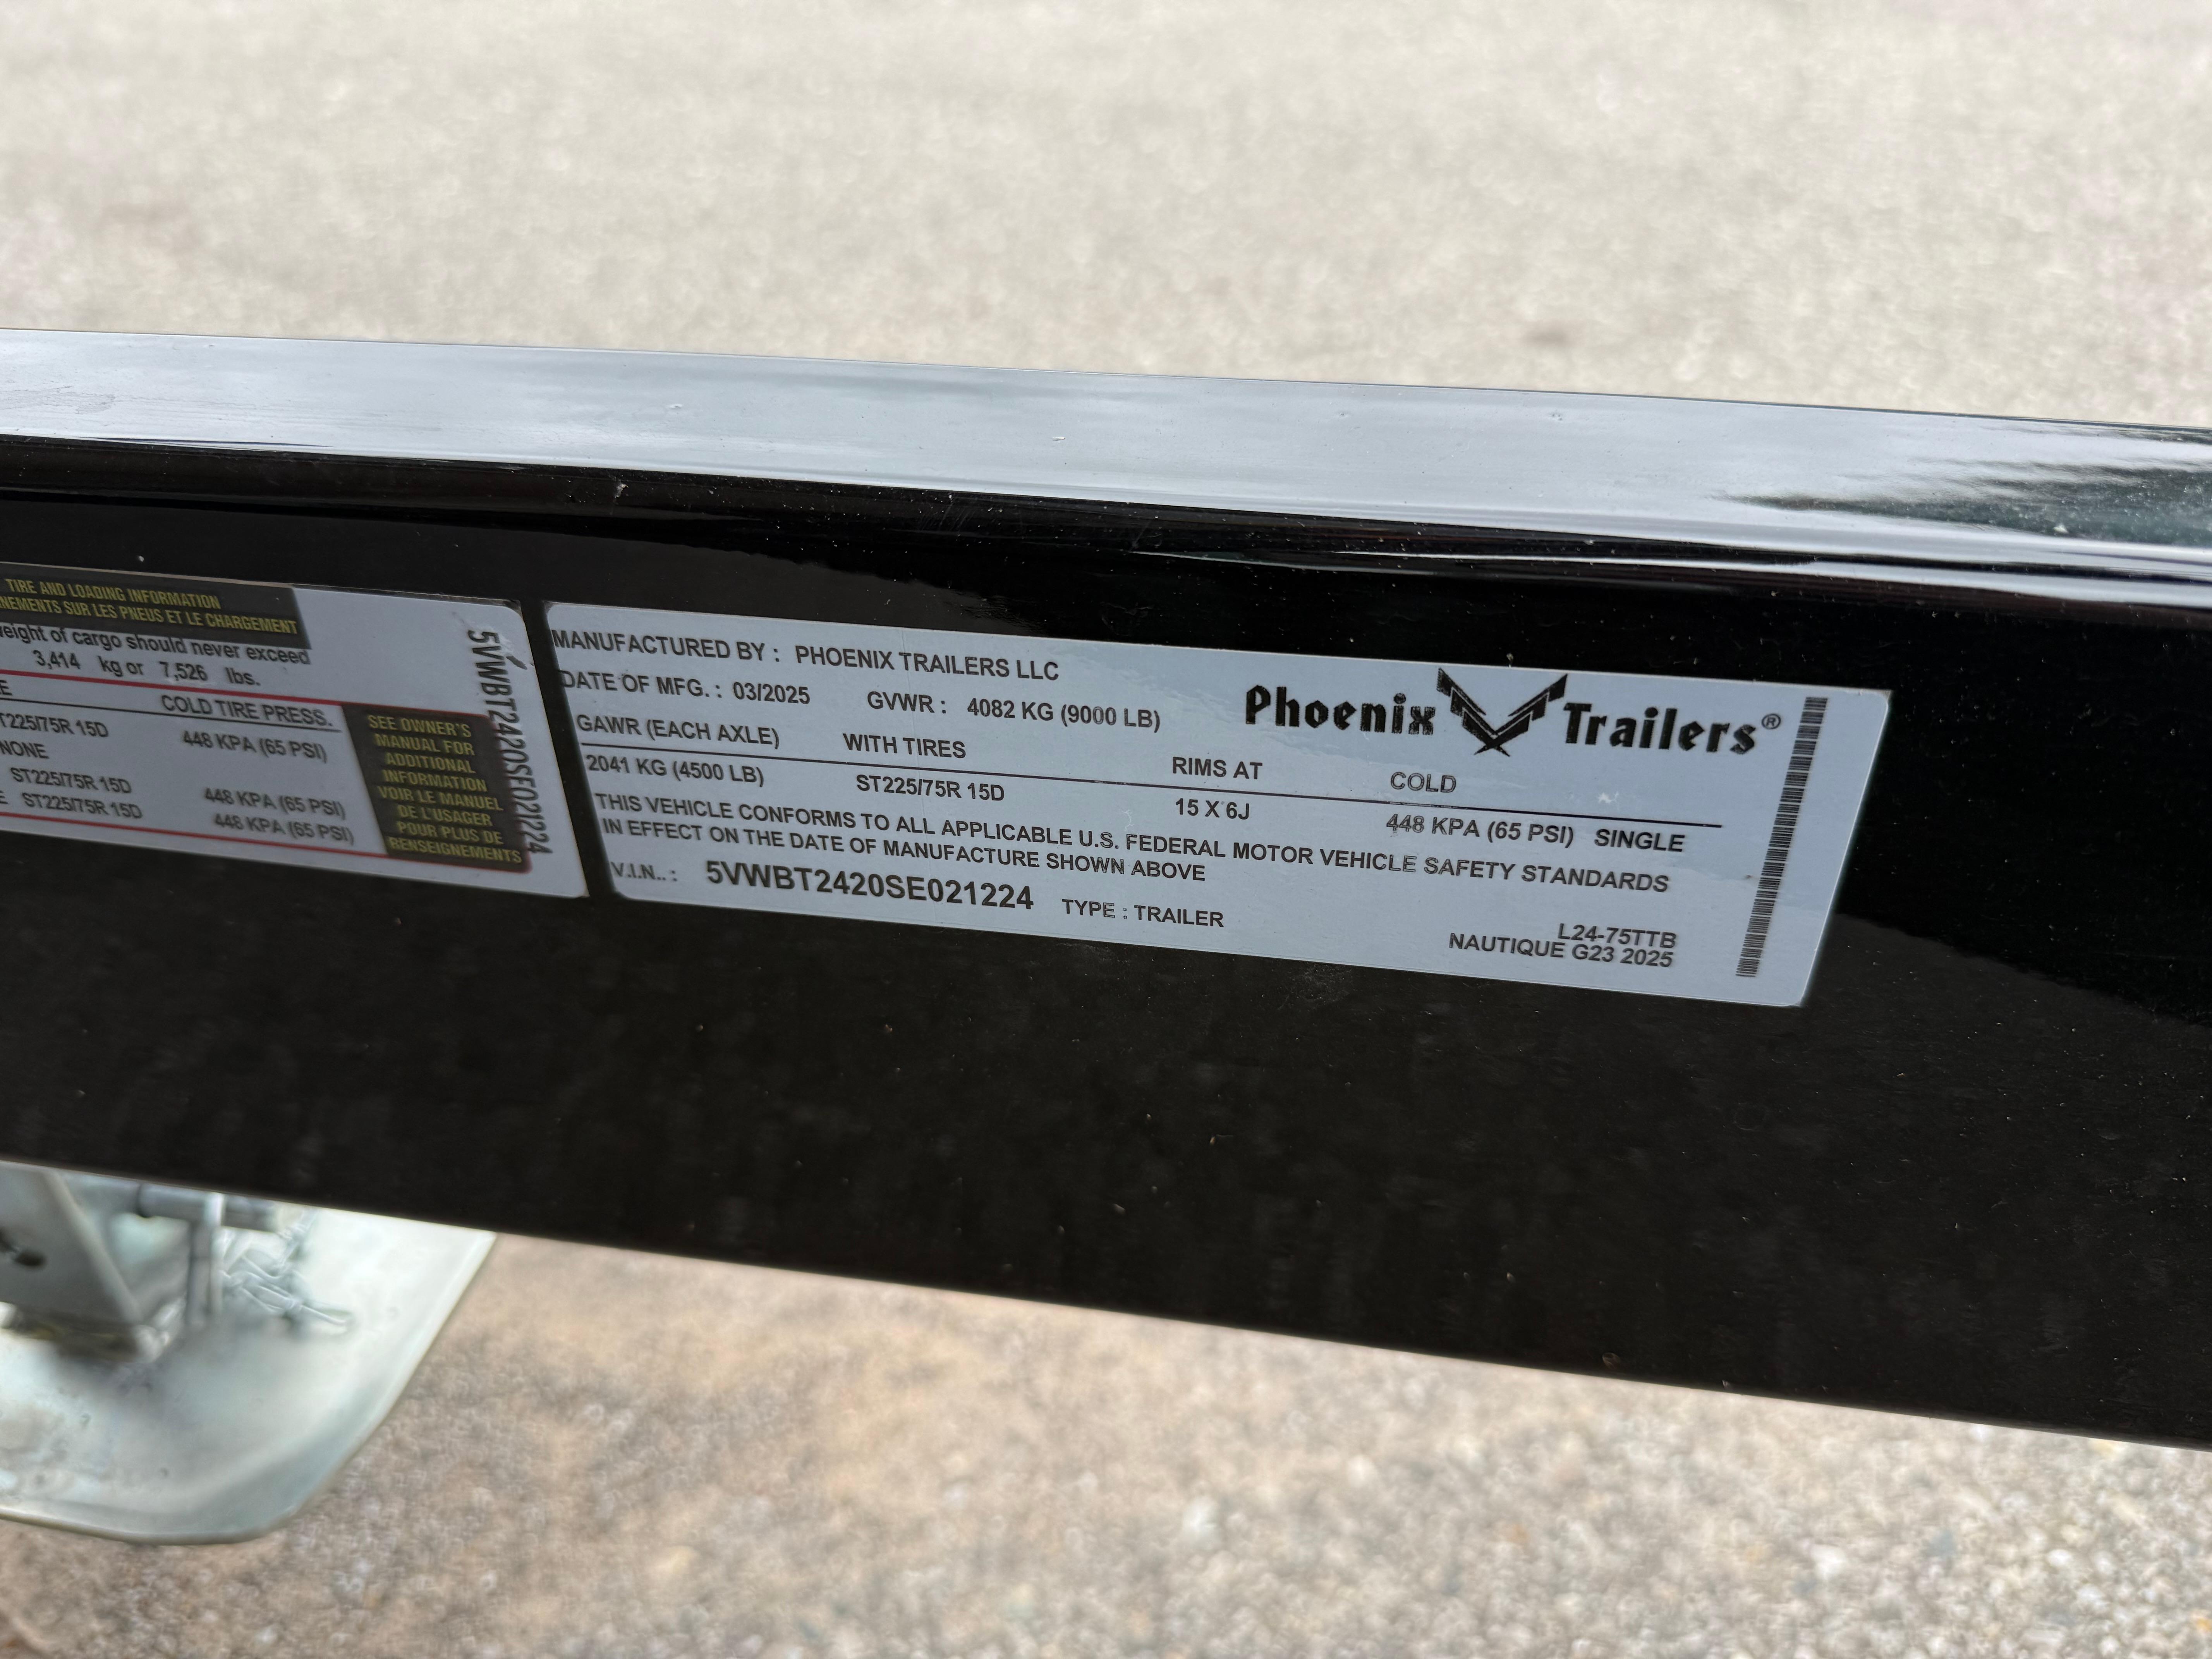 TIRE AND LOADING INFORMATION
NEMENTS SUR LES PNEUS ET LE CHARGEMENT
weight of cargo should never exceed
3,414 kg or 7,526 lbs.
E COLD TIRE PRESS.
T225/75R 15D 448 KPA (65 PSI)
NONE
ST225/75R 15D 448 KPA (65 PSI)
E ST225/75R 15D 448 KPA (65 PSI)
SEE OWNER'S
MANUAL FOR
ADDITIONAL
INFORMATION
VOIR LE MANUEL
DE L'USAGER
POUR PLUS DE
RENSEIGNEMENTS
5VWBT2420SE021224
MANUFACTURED BY : PHOENIX TRAILERS LLC
DATE OF MFG. : 03/2025 GVWR : 4082 KG (9000 LB)
Phoenix Trailers®
GAWR (EACH AXLE) WITH TIRES RIMS AT COLD
2041 KG (4500 LB) ST225/75R 15D 15 X 6J 448 KPA (65 PSI) SINGLE
THIS VEHICLE CONFORMS TO ALL APPLICABLE U.S. FEDERAL MOTOR VEHICLE SAFETY STANDARDS
IN EFFECT ON THE DATE OF MANUFACTURE SHOWN ABOVE
V.I.N.. : 5VWBT2420SE021224 TYPE : TRAILER
L24-75TTB
NAUTIQUE G23 2025